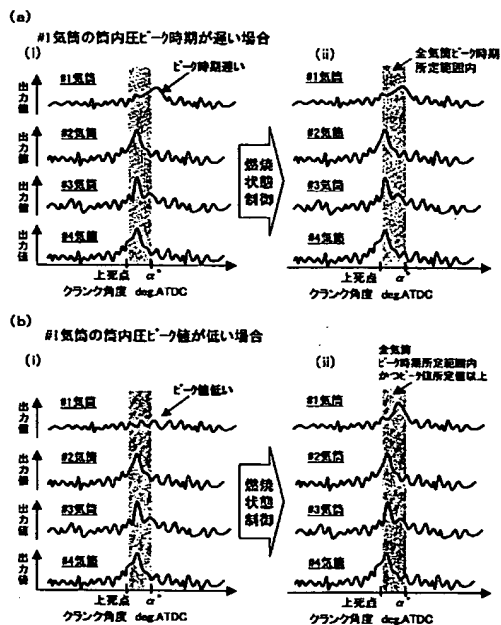 (a)
#1気筒の筒内圧ピーク時期が遅い場合
(i)
#1気筒
ピーク時期遅い
出力値
#2気筒
出力値
#3気筒
出力値
#4気筒
出力値
上死点 α°
クランク角度 deg.ATDC
燃焼
状態
制御
(ii)
全気筒ピーク時期
所定範囲内
#1気筒
#2気筒
#3気筒
#4気筒
上死点 α°
クランク角度 deg.ATDC
(b)
#1気筒の筒内圧ピーク値が低い場合
(i)
#1気筒
ピーク値低い
出力値
#2気筒
出力値
#3気筒
出力値
#4気筒
出力値
上死点 α°
クランク角度 deg.ATDC
燃焼
状態
制御
(ii)
全気筒
ピーク時期所定範囲内
かつピーク値所定値以上
#1気筒
#2気筒
#3気筒
#4気筒
上死点 α°
クランク角度 deg.ATDC